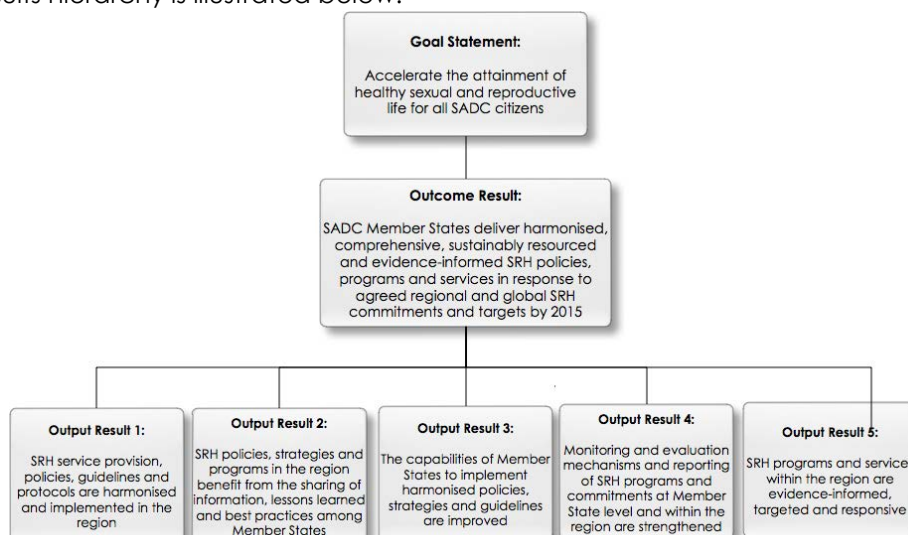 Goal Statement:
Accelerate the attainment of
healthy sexual and reproductive
life for all SADC citizens
Outcome Result:
SADC Member States deliver harmonised,
comprehensive, sustainably resourced
and evidence-informed SRH policies,
programs and services in response to
agreed regional and global SRH
commitments and targets by 2015
Output Result 1:
SRH service provision,
policies, guidelines and
protocols are harmonised
and implemented in the
region
Output Result 2:
SRH policies, strategies and
programs in the region
benefit from the sharing of
information, lessons learned
and best practices among
Member States
Output Result 3:
The capabilities of Member
States to implement
harmonised policies,
strategies and guidelines
are improved
Output Result 4:
Monitoring and evaluation
mechanisms and reporting
of SRH programs and
commitments at Member
State level and within the
region are strengthened
Output Result 5:
SRH programs and service
within the region are
evidence-informed,
targeted and responsive